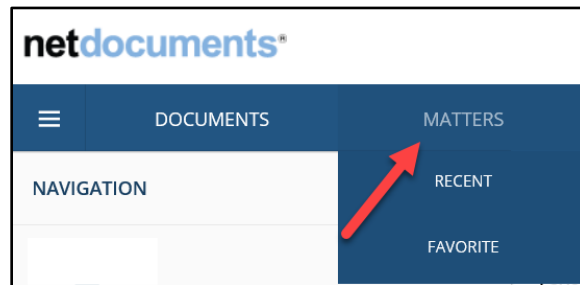 netdocuments®
DOCUMENTS MATTERS
NAVIGATION RECENT
FAVORITE